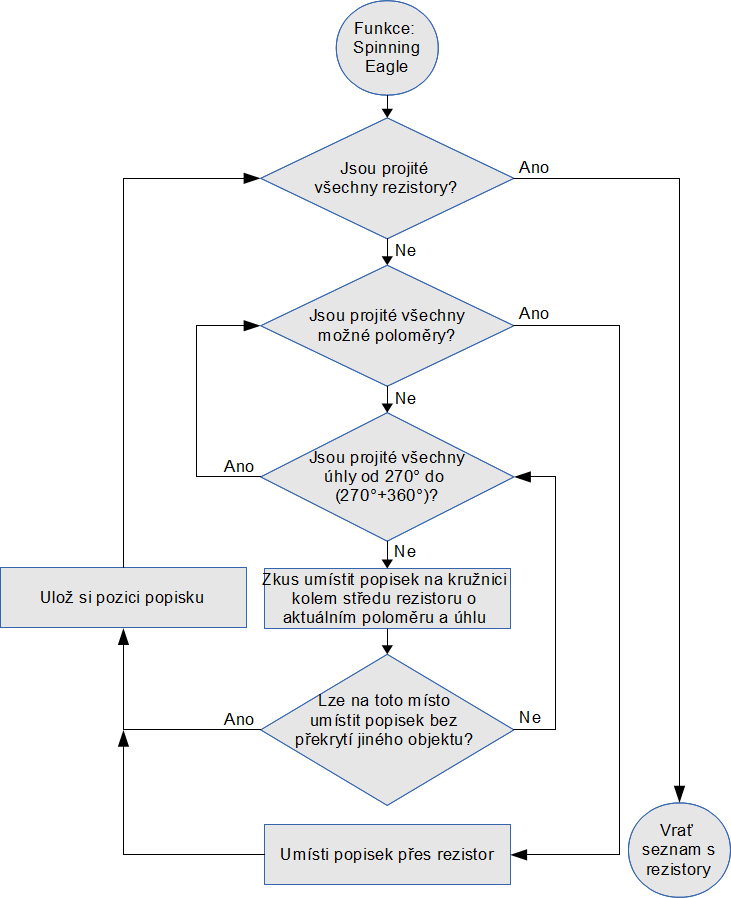 Funkce:
Spinning
Eagle
Jsou projité
všechny rezistory?
Ano
Ne
Jsou projité všechny
možné poloměry?
Ano
Ne
Jsou projité všechny
úhly od 270° do
(270°+360°)?
Ano
Ne
Zkus umístit popisek na kružnici
kolem středu rezistoru o
aktuálním poloměru a úhlu
Ulož si pozici popisku
Lze na toto místo
umístit popisek bez
překrytí jiného objektu?
Ano
Ne
Umísti popisek přes rezistor
Vrať
seznam s
rezistory